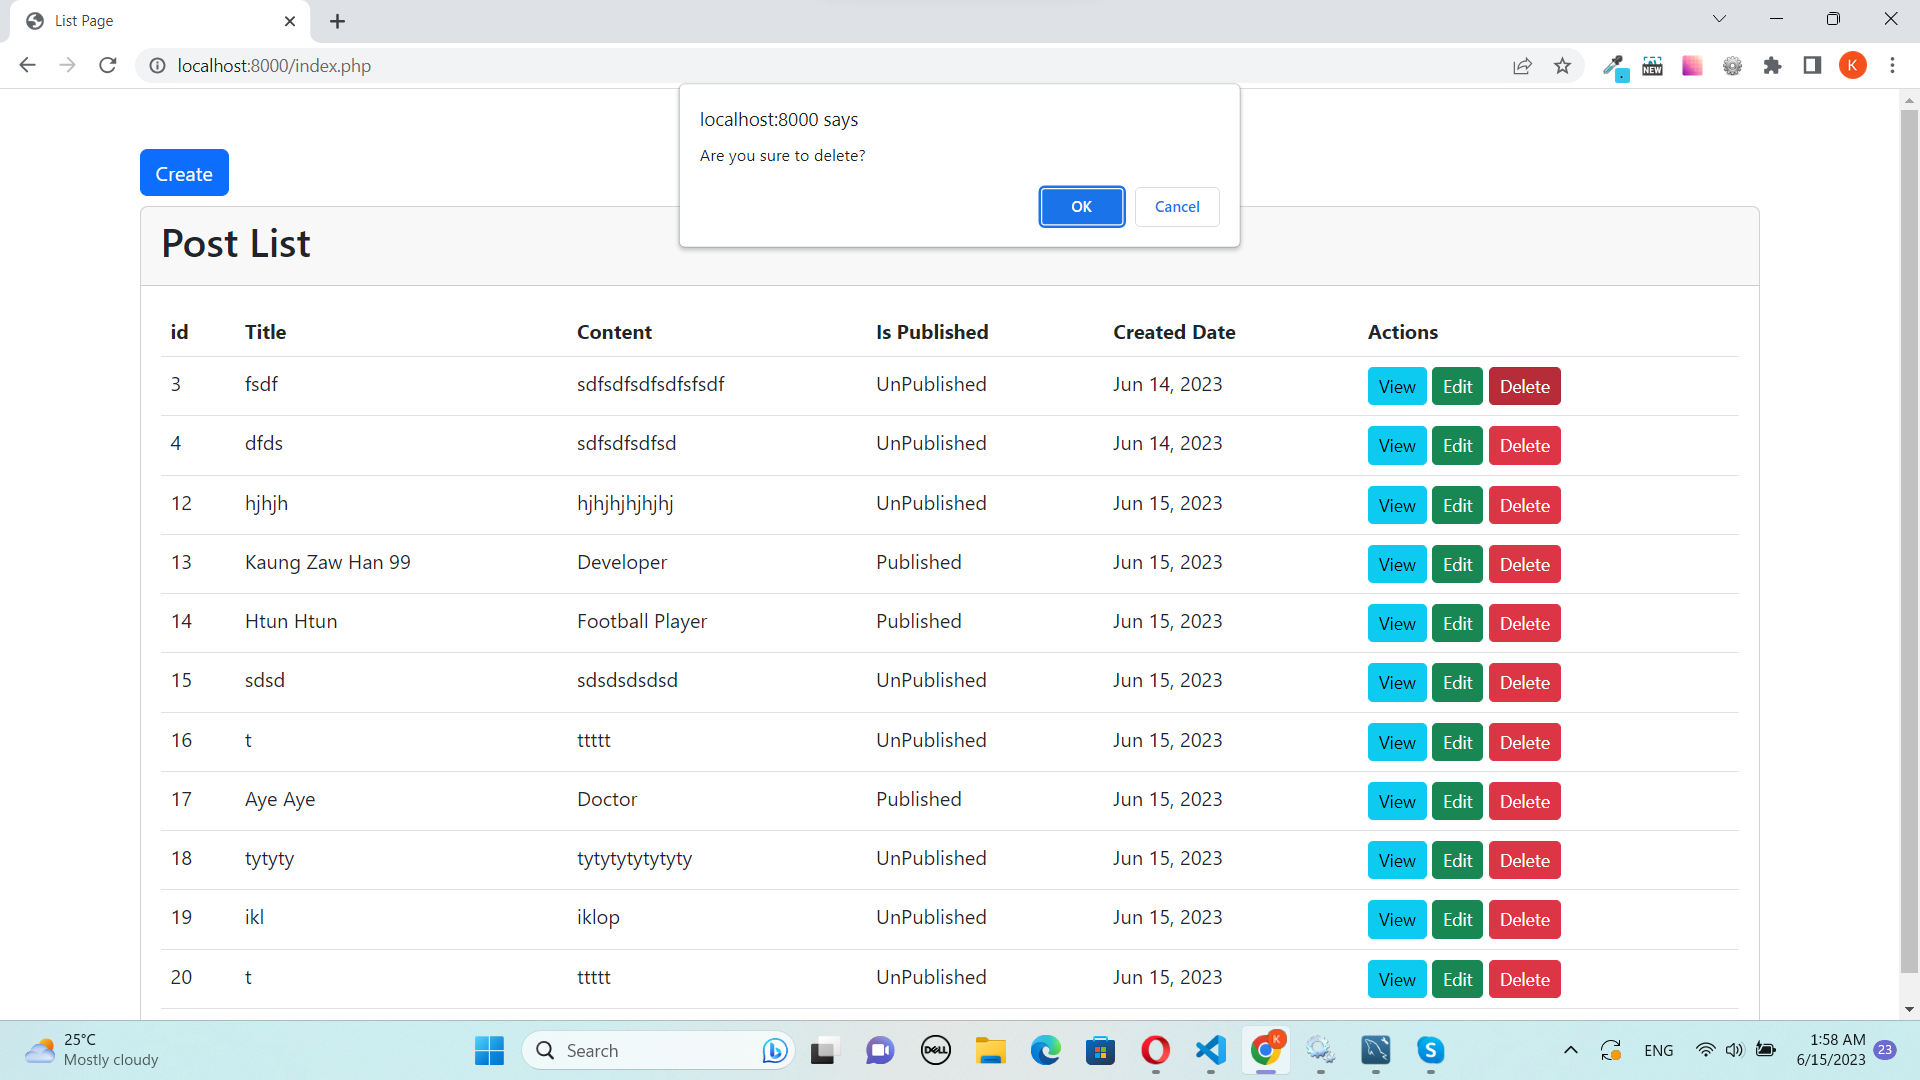 List Page
localhost:8000/index.php
NEW
K
localhost:8000 says
Are you sure to delete?
OK Cancel
Create
Post List
id Title Content Is Published Created Date Actions
3 fsdf sdfsdfsdfsdfsfsdf UnPublished Jun 14, 2023 View Edit Delete
4 dfds sdfsdfsdfsd UnPublished Jun 14, 2023 View Edit Delete
12 hjhjh hjhjhjhjhjhj UnPublished Jun 15, 2023 View Edit Delete
13 Kaung Zaw Han 99 Developer Published Jun 15, 2023 View Edit Delete
14 Htun Htun Football Player Published Jun 15, 2023 View Edit Delete
15 sdsd sdsdsdsdsd UnPublished Jun 15, 2023 View Edit Delete
16 t ttttt UnPublished Jun 15, 2023 View Edit Delete
17 Aye Aye Doctor Published Jun 15, 2023 View Edit Delete
18 tytyty tytytytytytyty UnPublished Jun 15, 2023 View Edit Delete
19 ikl iklop UnPublished Jun 15, 2023 View Edit Delete
20 t ttttt UnPublished Jun 15, 2023 View Edit Delete
25°C
Mostly cloudy
Search
DELL
K
S
ENG
1:58 AM
6/15/2023
23